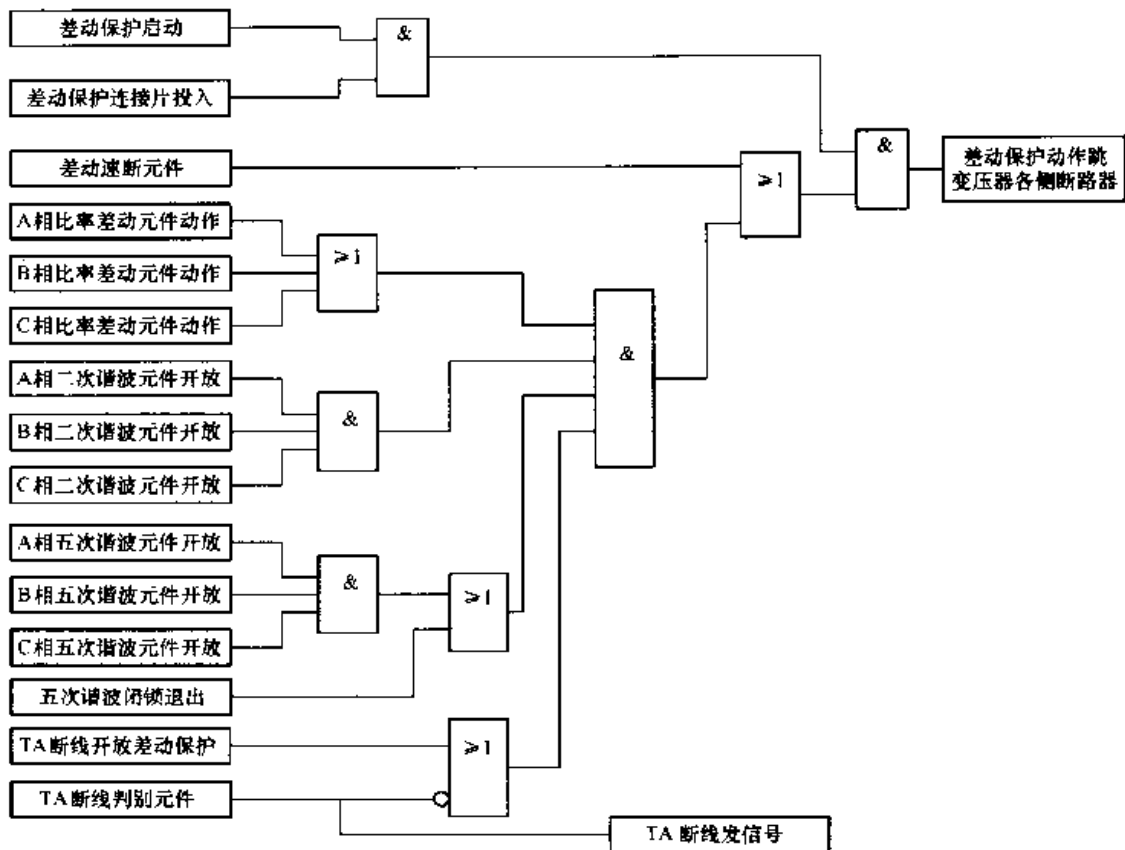 差动保护启动
&
差动保护连接片投入
差动速断元件
≥1
&
差动保护动作跳
变压器各侧断路器
A相比率差动元件动作
B相比率差动元件动作
≥1
C相比率差动元件动作
&
A相二次谐波元件开放
B相二次谐波元件开放
&
C相二次谐波元件开放
A相五次谐波元件开放
&
B相五次谐波元件开放
≥1
C相五次谐波元件开放
五次谐波闭锁退出
TA断线开放差动保护
≥1
TA断线判别元件
TA断线发信号